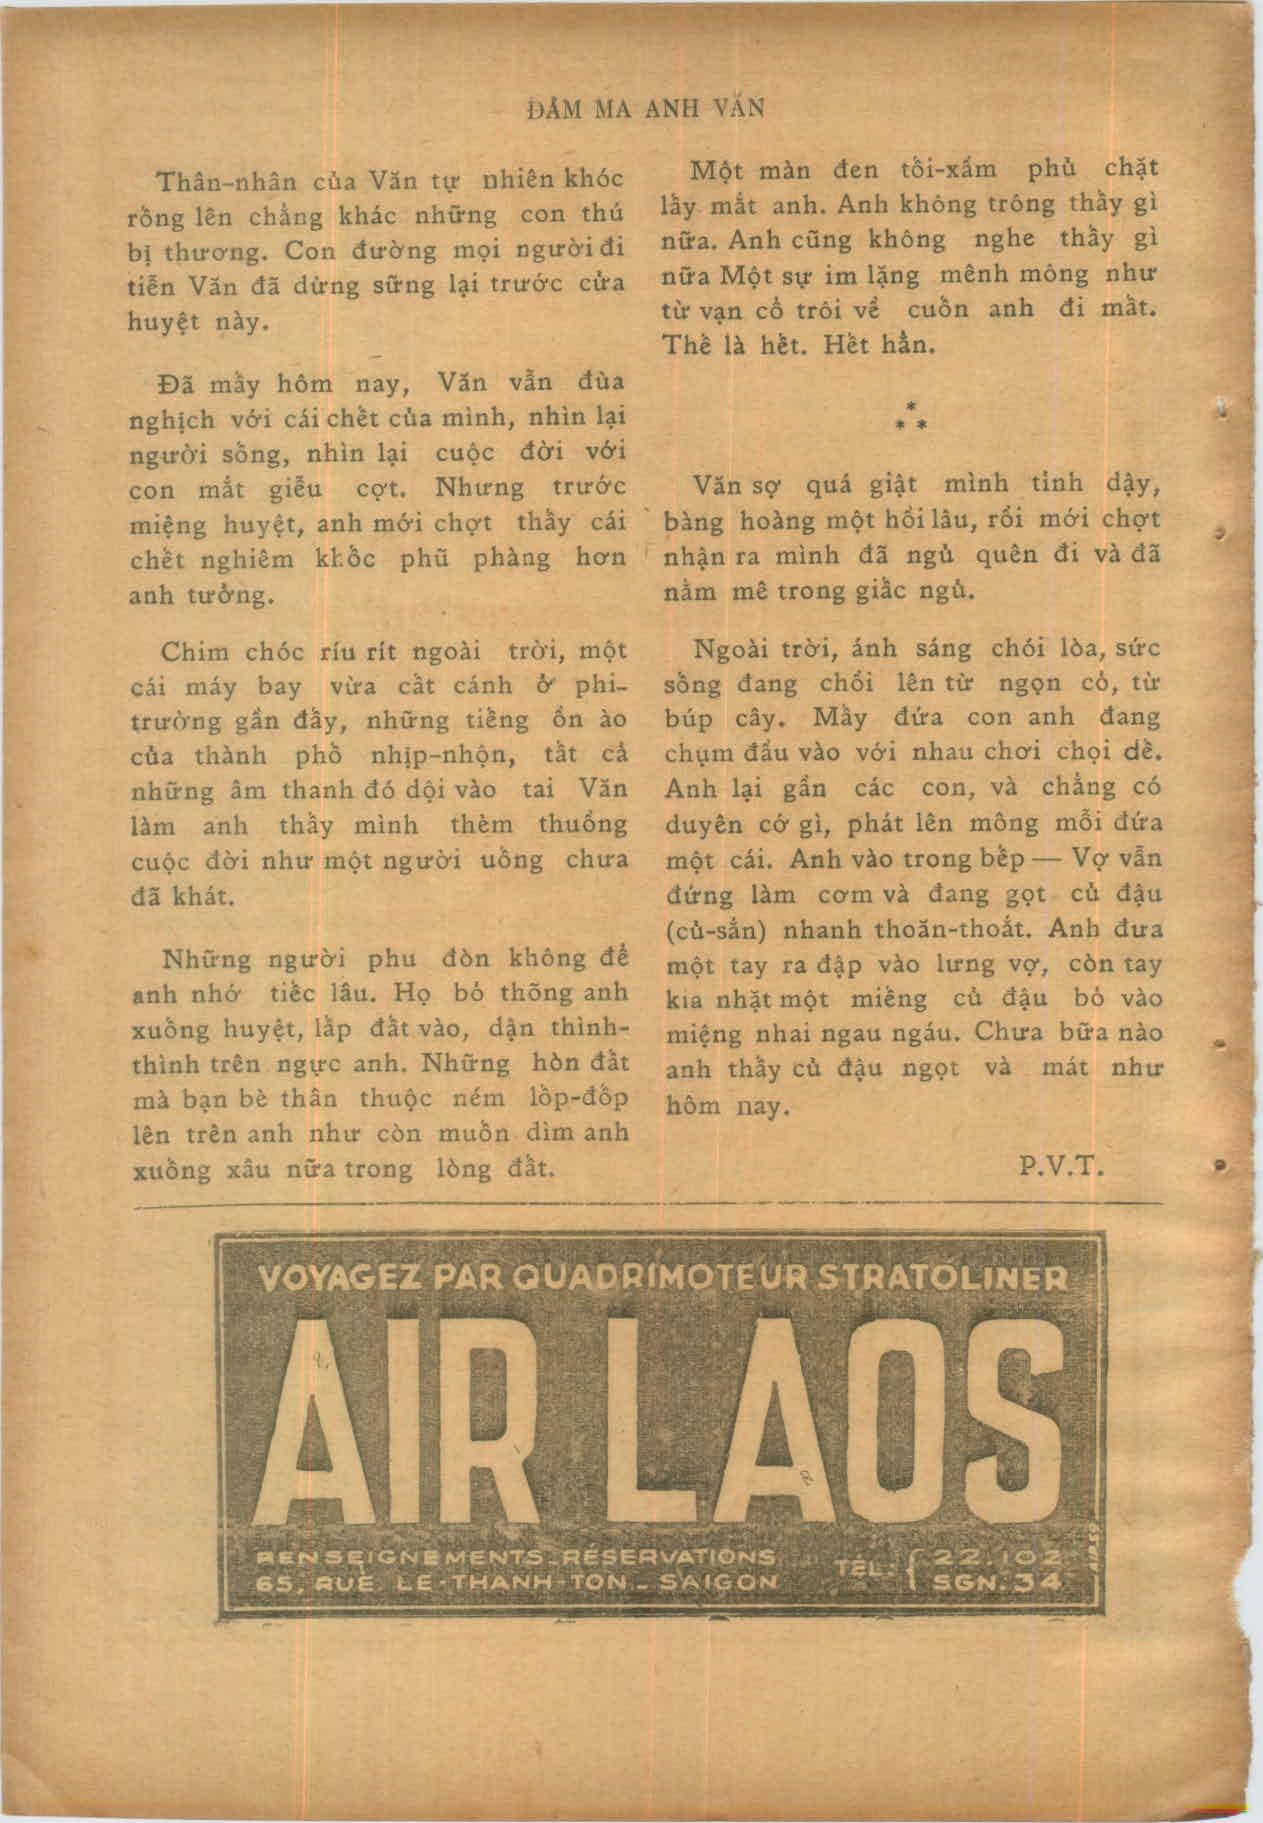 ĐÁM MA ANH VĂN
Thân-nhân của Văn tự nhiên khóc
rống lên chẳng khác những con thú
bị thương. Con đường mọi người đi
tiễn Văn đã dừng sững lại trước cửa
huyệt này.
Đã mấy hôm nay, Văn vẫn đùa
nghịch với cái chết của mình, nhìn lại
người sống, nhìn lại cuộc đời với
con mắt giễu cợt. Nhưng trước
miệng huyệt, anh mới chợt thấy cái
chết nghiêm khốc phũ phàng hơn
anh tưởng.
Chim chóc ríu rít ngoài trời, một
cái máy bay vừa cất cánh ở phi-
trường gần đấy, những tiếng ồn ào
của thành phố nhịp-nhộn, tất cả
những âm thanh đó dội vào tai Văn
làm anh thấy mình thèm thuồng
cuộc đời như một người uống chưa
đã khát.
Những người phu đòn không để
anh nhớ tiếc lâu. Họ bỏ thõng anh
xuống huyệt, lấp đất vào, dận thình-
thình trên ngực anh. Những hòn đất
mà bạn bè thân thuộc ném lốp-đốp
lên trên anh như còn muốn dìm anh
xuống xâu nữa trong lòng đất.
Một màn đen tối-xẩm phủ chặt
lấy mắt anh. Anh không trông thấy gì
nữa. Anh cũng không nghe thấy gì
nữa Một sự im lặng mênh mông như
từ vạn cổ trôi về cuốn anh đi mất.
Thế là hết. Hết hẳn.
*
* *
Văn sợ quá giật mình tỉnh dậy,
bàng hoàng một hồi lâu, rồi mới chợt
nhận ra mình đã ngủ quên đi và đã
nằm mê trong giấc ngủ.
Ngoài trời, ánh sáng chói lòa, sức
sống đang chổi lên từ ngọn cỏ, từ
búp cây. Mấy đứa con anh đang
chụm đầu vào với nhau chơi chọi dế.
Anh lại gần các con, và chẳng có
duyên cớ gì, phát lên mông mỗi đứa
một cái. Anh vào trong bếp — Vợ vẫn
đứng làm cơm và đang gọt củ đậu
(củ-sắn) nhanh thoăn-thoắt. Anh đưa
một tay ra đập vào lưng vợ, còn tay
kia nhặt một miếng củ đậu bỏ vào
miệng nhai ngau ngáu. Chưa bữa nào
anh thấy củ đậu ngọt và mát như
hôm nay.
P.V.T.
VOYAGEZ PAR QUADRIMOTEUR STRATOLINER
AIR LAOS
RENSEIGNEMENTS_RÉSERVATIONS
65, RUE LE-THANH-TON_SAIGON
TÉL: { 22.102
SGN.34